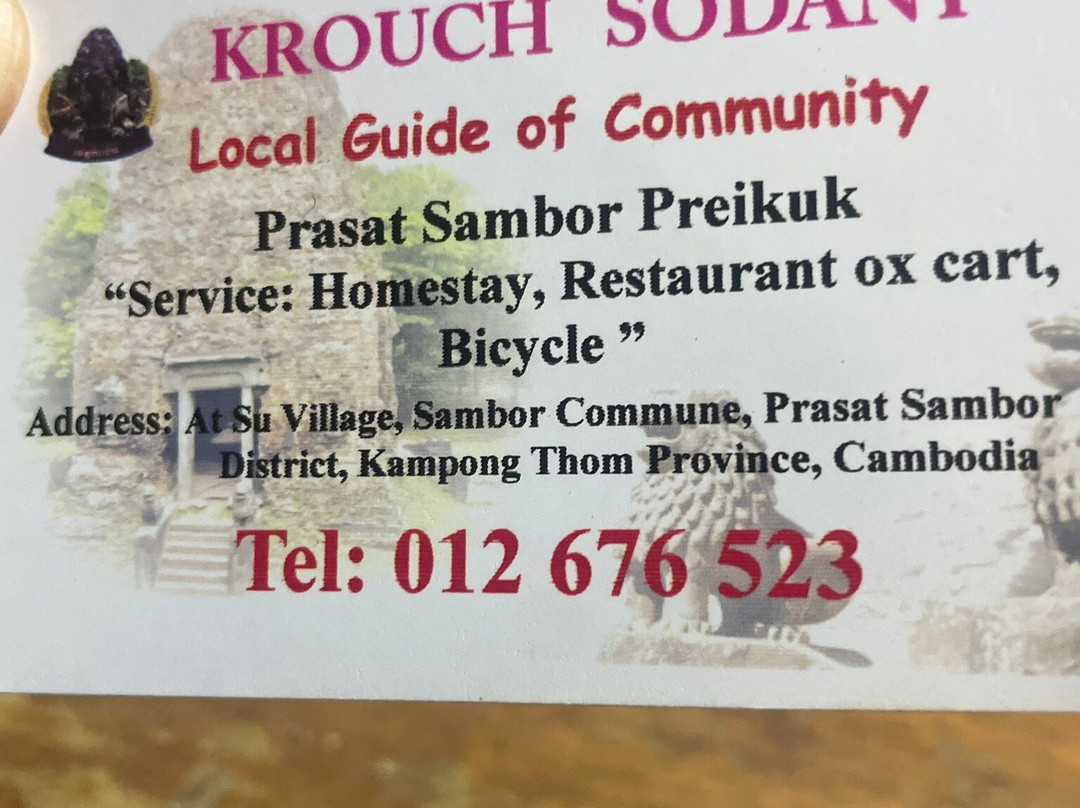 KROUCH SODANY
Local Guide of Community
Prasat Sambor Preikuk
“Service: Homestay, Restaurant ox cart,
Bicycle ”
Address: At Su Village, Sambor Commune, Prasat Sambor
District, Kampong Thom Province, Cambodia
Tel: 012 676 523